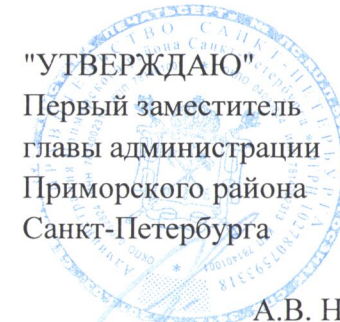 "УТВЕРЖДАЮ"
Первый заместитель
главы администрации
Приморского района
Санкт-Петербурга
А.В. Н